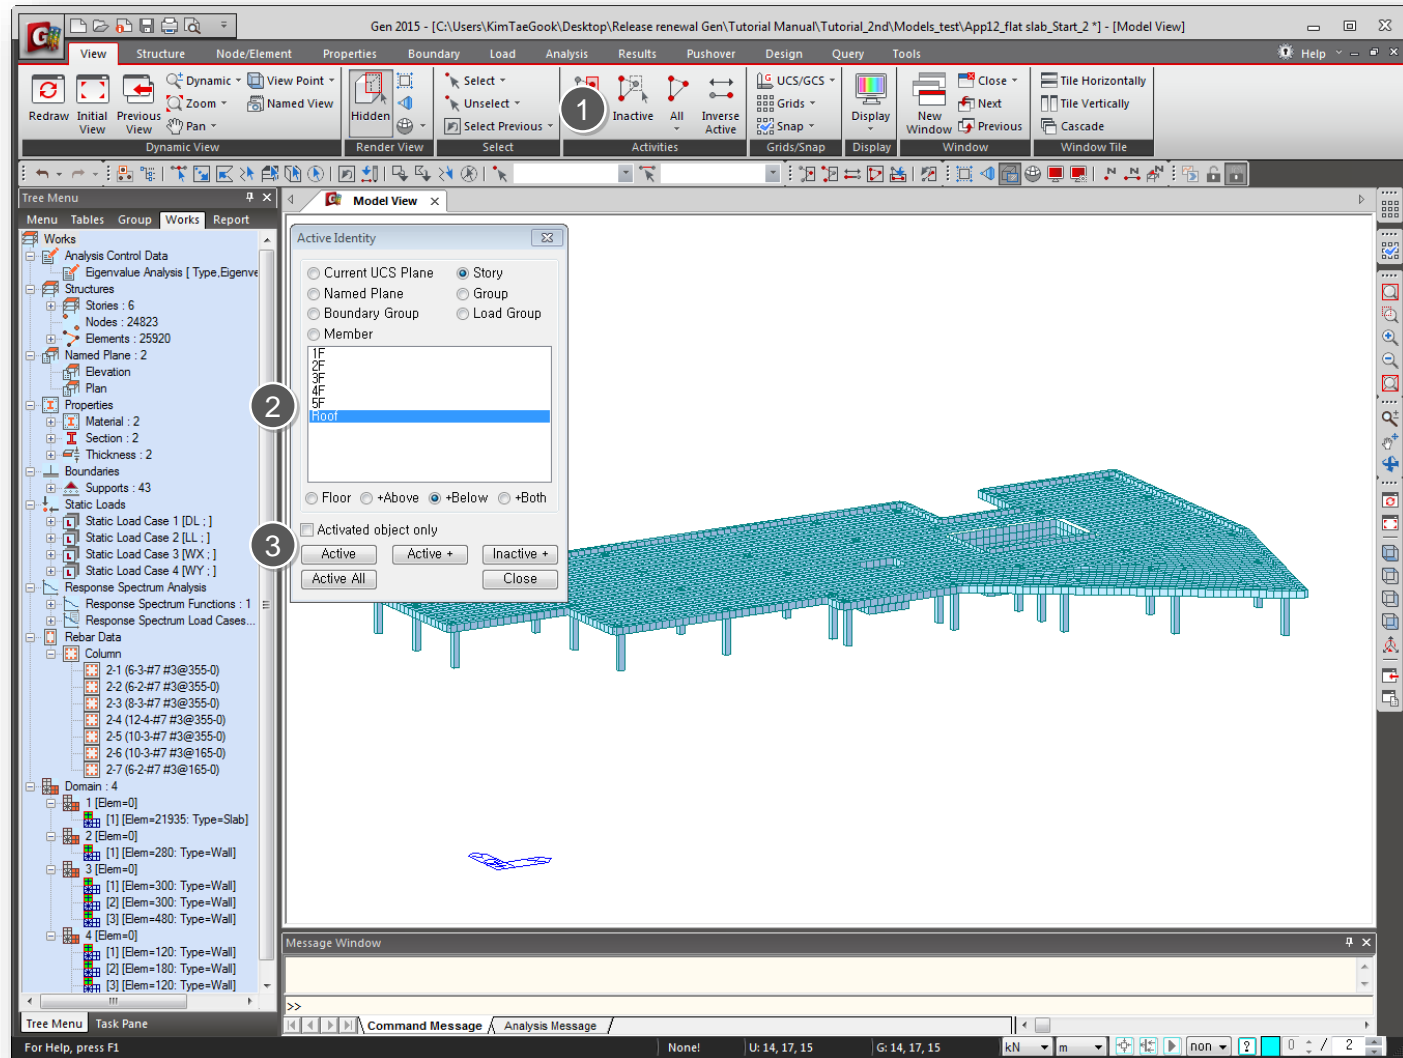 Gen 2015 - [C:\Users\KimTaeGook\Desktop\Release renewal Gen\Tutorial Manual\Tutorial_2nd\Models_test\App12_flat slab_Start_2 *] - [Model View]
View Structure Node/Element Properties Boundary Load Analysis Results Pushover Design Query Tools Help
Redraw Initial View Previous View Dynamic Zoom Pan View Point Named View
Hidden
Select Unselect Select Previous
1 Inactive All Inverse Active
UCS/GCS Grids Snap
Display
New Window Close Next Previous
Tile Horizontally Tile Vertically Cascade
Dynamic View Render View Select Activities Grids/Snap Display Window Window Tile
Tree Menu
Menu Tables Group Works Report
Works
Analysis Control Data
Eigenvalue Analysis [ Type,Eigenve
Structures
Stories : 6
Nodes : 24823
Elements : 25920
Named Plane : 2
Elevation
Plan
Properties
Material : 2
Section : 2
Thickness : 2
Boundaries
Supports : 43
Static Loads
Static Load Case 1 [DL ; ]
Static Load Case 2 [LL ; ]
Static Load Case 3 [WX ; ]
Static Load Case 4 [WY ; ]
Response Spectrum Analysis
Response Spectrum Functions : 1
Response Spectrum Load Cases...
Rebar Data
Column
2-1 (6-3-#7 #3@355-0)
2-2 (6-2-#7 #3@355-0)
2-3 (8-3-#7 #3@355-0)
2-4 (12-4-#7 #3@355-0)
2-5 (10-3-#7 #3@355-0)
2-6 (10-3-#7 #3@165-0)
2-7 (6-2-#7 #3@165-0)
Domain : 4
1 [Elem=0]
[1] [Elem=21935: Type=Slab]
2 [Elem=0]
[1] [Elem=280: Type=Wall]
3 [Elem=0]
[1] [Elem=300: Type=Wall]
[2] [Elem=300: Type=Wall]
[3] [Elem=480: Type=Wall]
4 [Elem=0]
[1] [Elem=120: Type=Wall]
[2] [Elem=180: Type=Wall]
[3] [Elem=120: Type=Wall]
Tree Menu Task Pane
Model View
Active Identity
Current UCS Plane Story
Named Plane Group
Boundary Group Load Group
Member
1F
2F
3F
4F
5F
2 Roof
Floor +Above +Below +Both
Activated object only
3 Active Active + Inactive +
Active All Close
Message Window
>>
Command Message Analysis Message
For Help, press F1 None! U: 14, 17, 15 G: 14, 17, 15 kN m non ? 0 / 2